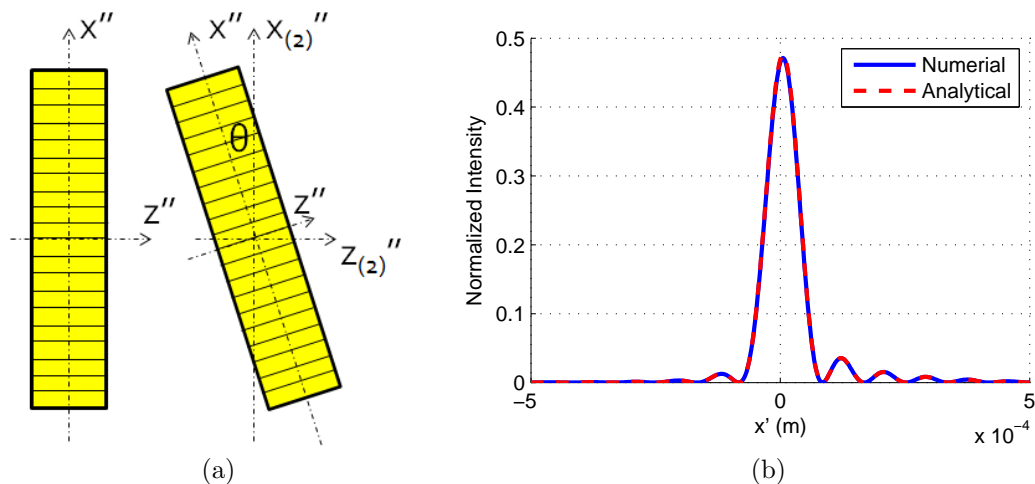 X″
X″
X₍₂₎″
θ
Z″
Z″
Z₍₂₎″
(a)
0.5
0.4
0.3
0.2
0.1
0
Normalized Intensity
Numerial
Analytical
−5
0
5
x' (m)
x 10⁻⁴
(b)